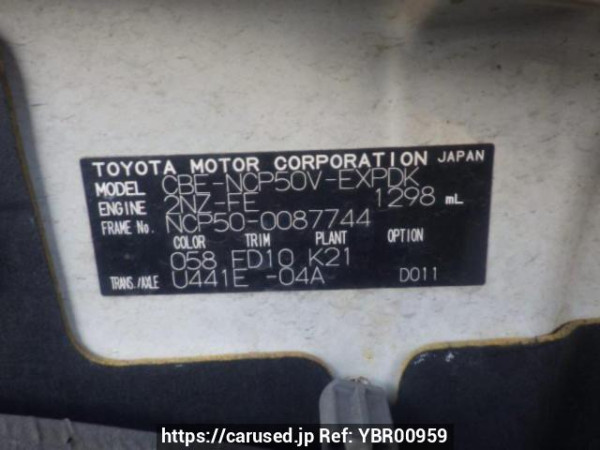 TOYOTA MOTOR CORPORATION JAPAN
MODEL CBE-NCP50V-EXPDK
ENGINE 2NZ-FE 1298 mL
FRAME No. NCP50-0087744
COLOR TRIM PLANT OPTION
058 FD10 K21
TRANS./AXLE U441E -04A D011
https://carused.jp Ref: YBR00959